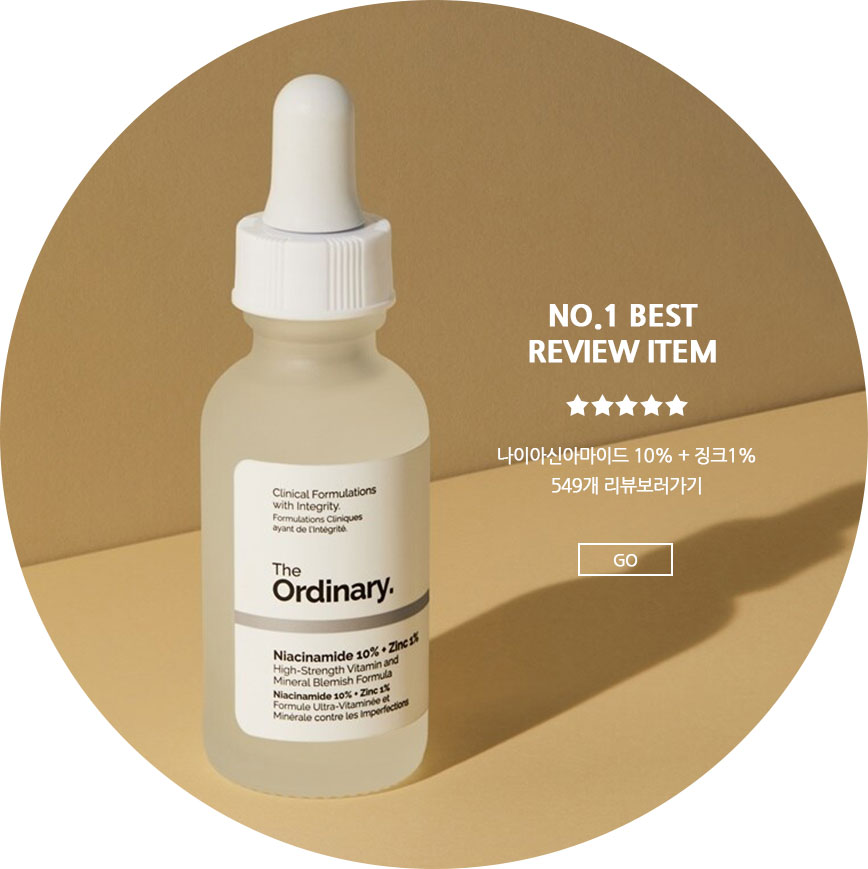 NO.1 BEST
REVIEW ITEM
나이아신아마이드 10% + 징크1%
549개 리뷰보러가기
GO
Clinical Formulations
with Integrity.
Formulations Cliniques
ayant de l'Intégrité.
The
Ordinary.
Niacinamide 10% + Zinc 1%
High-Strength Vitamin and
Mineral Blemish Formula
Niacinamide 10% + Zinc 1%
Formule Ultra-Vitaminée et
Minérale contre les Imperfections